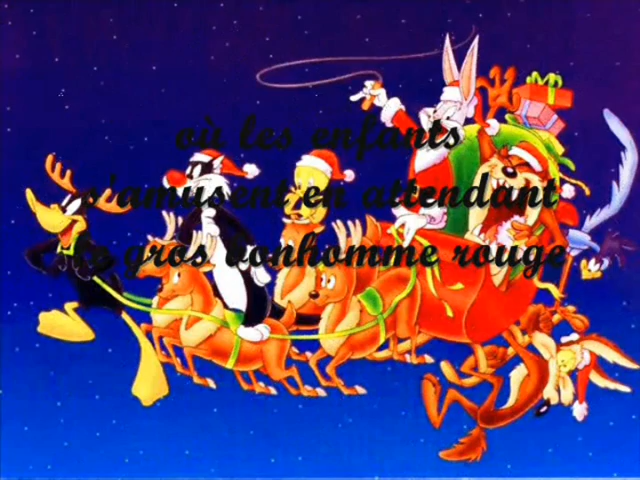 où les enfants
s'amusent en attendant
le gros bonhomme rouge